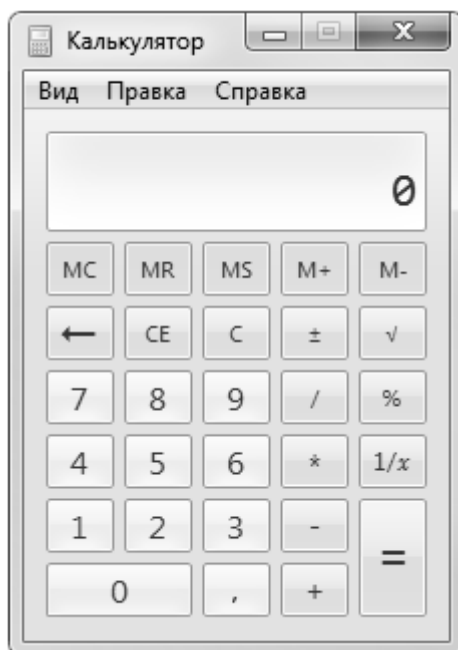 Калькулятор
Вид Правка Справка
0
MC MR MS M+ M-
← CE C ± √
7 8 9 / %
4 5 6 * 1/x
1 2 3 - =
0 , +